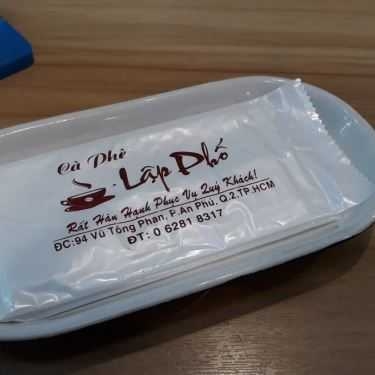 Cà Phê
Lập Phố
Rất Hân Hạnh Phục Vụ Quý Khách!
ĐC:94 Vũ Tông Phan, P.An Phú, Q.2,TP.HCM
ĐT: 0 6281 8317